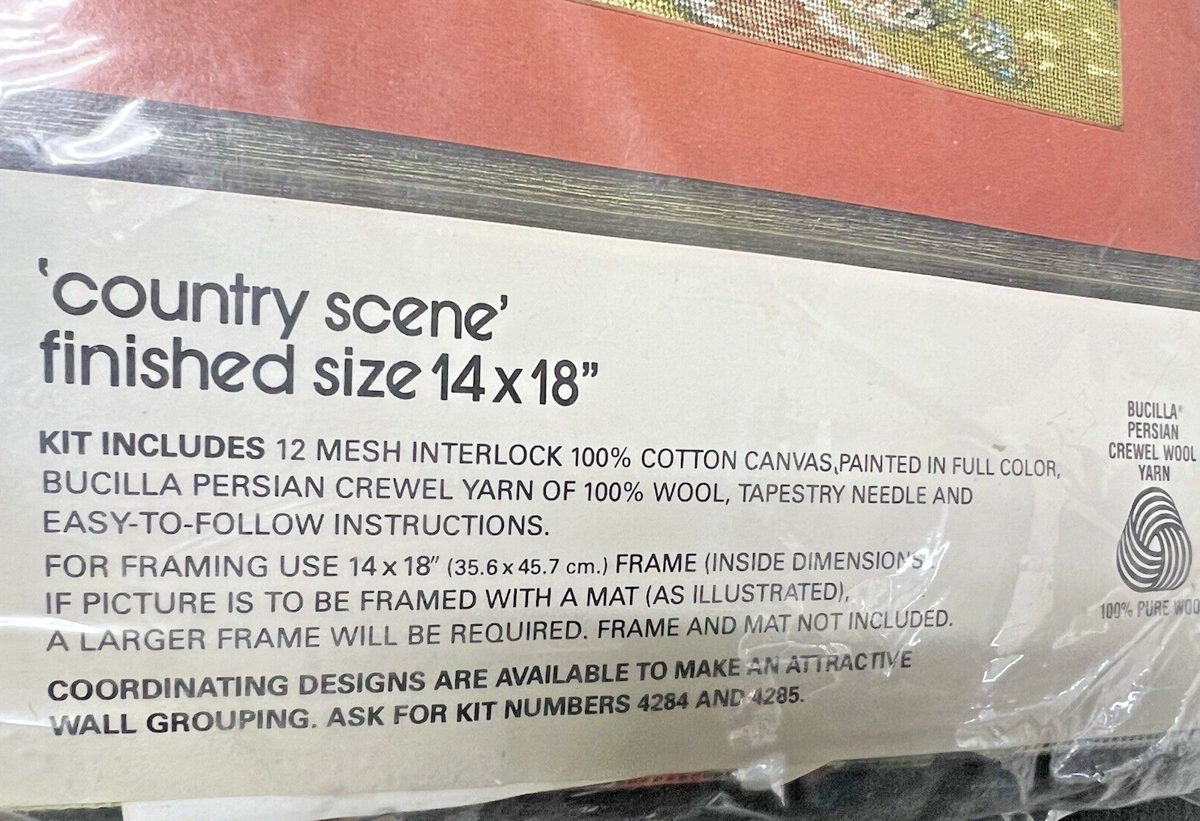 'country scene'
finished size 14x18"
KIT INCLUDES 12 MESH INTERLOCK 100% COTTON CANVAS, PAINTED IN FULL COLOR,
BUCILLA PERSIAN CREWEL YARN OF 100% WOOL, TAPESTRY NEEDLE AND
EASY-TO-FOLLOW INSTRUCTIONS.
FOR FRAMING USE 14 x 18" (35.6 x 45.7 cm.) FRAME (INSIDE DIMENSIONS).
IF PICTURE IS TO BE FRAMED WITH A MAT (AS ILLUSTRATED),
A LARGER FRAME WILL BE REQUIRED. FRAME AND MAT NOT INCLUDED.
COORDINATING DESIGNS ARE AVAILABLE TO MAKE AN ATTRACTIVE
WALL GROUPING. ASK FOR KIT NUMBERS 4284 AND 4285.
BUCILLA®
PERSIAN
CREWEL WOOL
YARN
100% PURE WOO